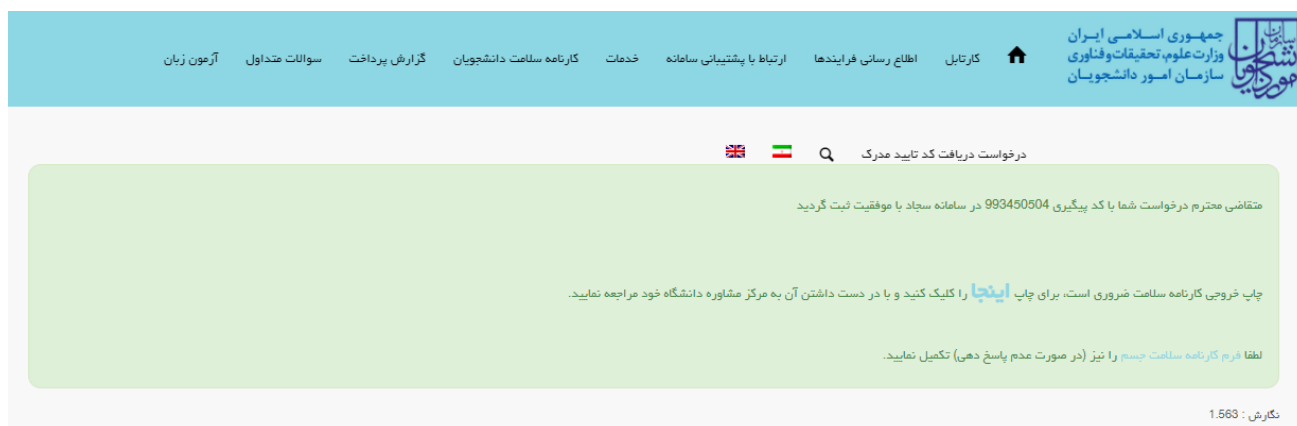 جمهوری اسلامی ایران
وزارت علوم، تحقیقات و فناوری
سازمان امور دانشجویان
کارتابل اطلاع رسانی فرایندها ارتباط با پشتیبانی سامانه خدمات کارنامه سلامت دانشجویان گزارش پرداخت سوالات متداول آزمون زبان
درخواست دریافت کد تایید مدرک
متقاضی محترم درخواست شما با کد پیگیری 993450504 در سامانه سجاد با موفقیت ثبت گردید
چاپ خروجی کارنامه سلامت ضروری است، برای چاپ اینجا را کلیک کنید و با در دست داشتن آن به مرکز مشاوره دانشگاه خود مراجعه نمایید.
لطفا فرم کارنامه سلامت جسم را نیز (در صورت عدم پاسخ دهی) تکمیل نمایید.
نگارش : 1.563